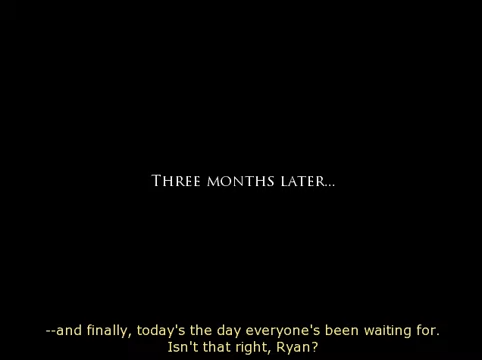 Three months later...
--and finally, today's the day everyone's been waiting for.
Isn't that right, Ryan?